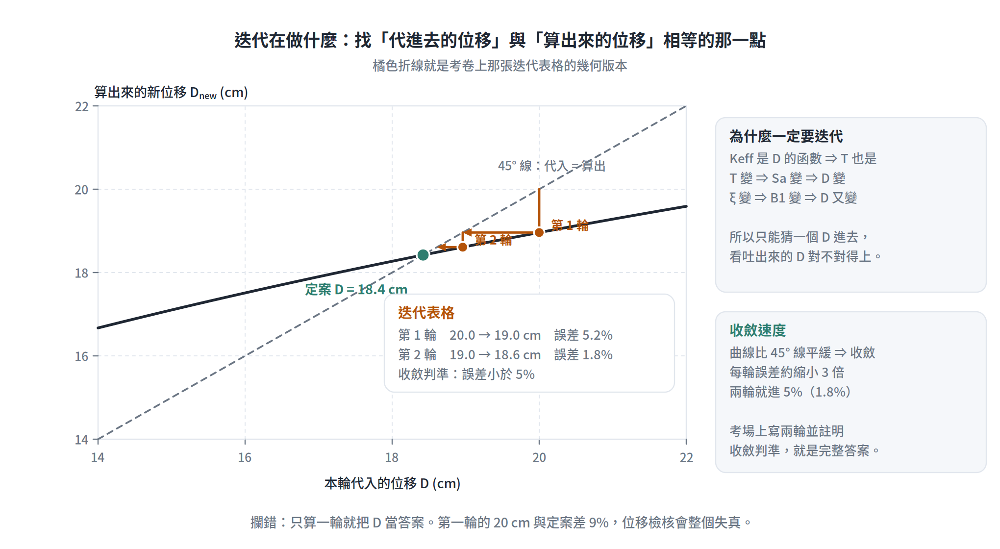 迭代在做什麼：找「代進去的位移」與「算出來的位移」相等的那一點
橘色折線就是考卷上那張迭代表格的幾何版本
算出來的新位移 Dnew (cm)
22
20
18
16
14
14
16
18
20
22
本輪代入的位移 D (cm)
45° 線：代入 = 算出
第 1 輪
第 2 輪
定案 D = 18.4 cm
迭代表格
第 1 輪　20.0 → 19.0 cm　誤差 5.2%
第 2 輪　19.0 → 18.6 cm　誤差 1.8%
收斂判準：誤差小於 5%
為什麼一定要迭代
Keff 是 D 的函數 ⇒ T 也是
T 變 ⇒ Sa 變 ⇒ D 變
ξ 變 ⇒ B1 變 ⇒ D 又變
所以只能猜一個 D 進去，
看吐出來的 D 對不對得上。
收斂速度
曲線比 45° 線平緩 ⇒ 收斂
每輪誤差約縮小 3 倍
兩輪就進 5%（1.8%）
考場上寫兩輪並註明
收斂判準，就是完整答案。
攔錯：只算一輪就把 D 當答案。第一輪的 20 cm 與定案差 9%，位移檢核會整個失真。